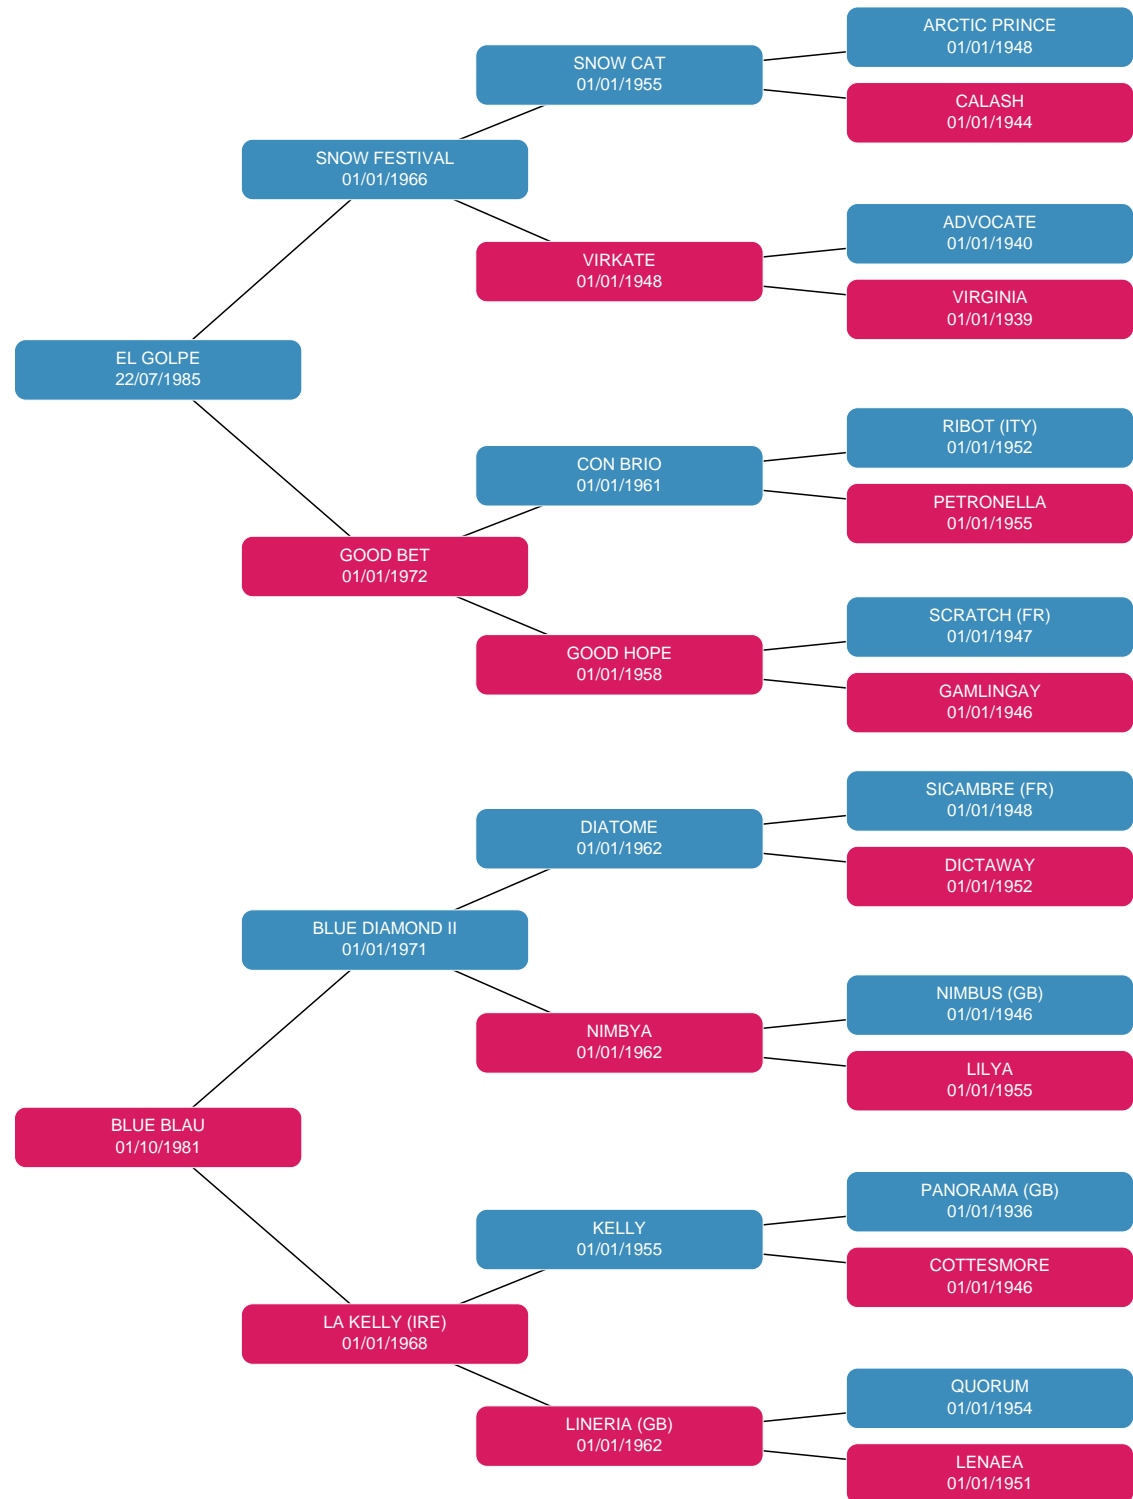 ARCTIC PRINCE
01/01/1948
SNOW CAT
01/01/1955
CALASH
01/01/1944
SNOW FESTIVAL
01/01/1966
ADVOCATE
01/01/1940
VIRKATE
01/01/1948
VIRGINIA
01/01/1939
EL GOLPE
22/07/1985
RIBOT (ITY)
01/01/1952
CON BRIO
01/01/1961
PETRONELLA
01/01/1955
GOOD BET
01/01/1972
SCRATCH (FR)
01/01/1947
GOOD HOPE
01/01/1958
GAMLINGAY
01/01/1946
SICAMBRE (FR)
01/01/1948
DIATOME
01/01/1962
DICTAWAY
01/01/1952
BLUE DIAMOND II
01/01/1971
NIMBUS (GB)
01/01/1946
NIMBYA
01/01/1962
LILYA
01/01/1955
BLUE BLAU
01/10/1981
PANORAMA (GB)
01/01/1936
KELLY
01/01/1955
COTTESMORE
01/01/1946
LA KELLY (IRE)
01/01/1968
QUORUM
01/01/1954
LINERIA (GB)
01/01/1962
LENAEA
01/01/1951